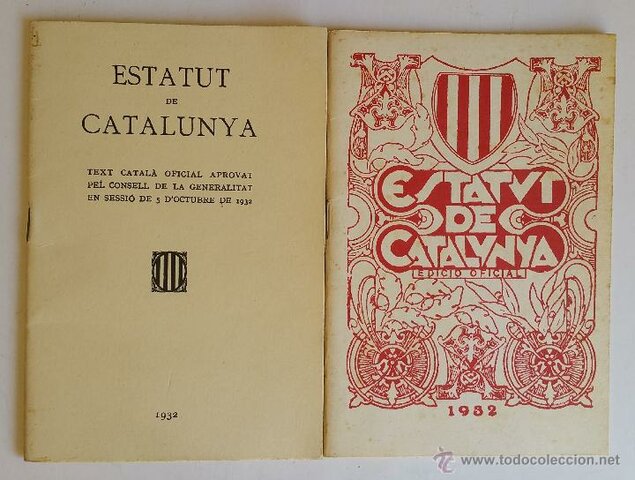 ESTATUT
DE
CATALUNYA
TEXT CATALÀ OFICIAL APROVAT
PEL CONSELL DE LA GENERALITAT
EN SESSIÓ DE 5 D'OCTUBRE DE 1932
1932
ESTATUT
DE
CATALUNYA
EDICIO OFICIAL
1932
www.todocoleccion.net